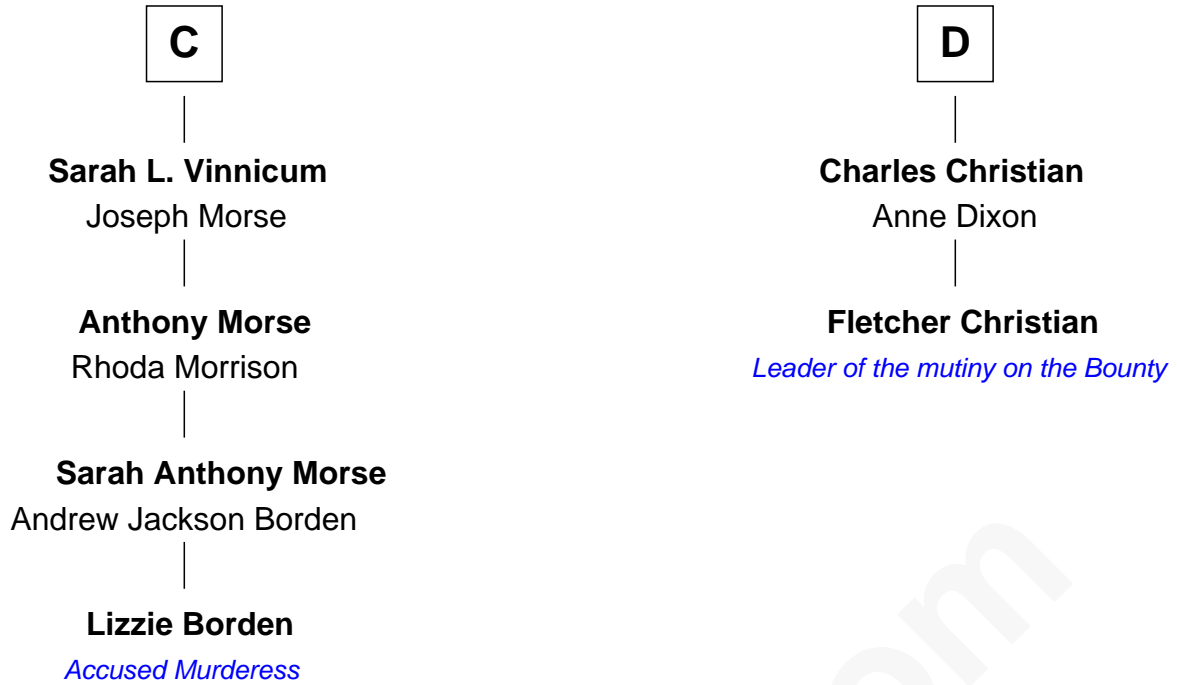 C
Sarah L. Vinnicum
Joseph Morse
Anthony Morse
Rhoda Morrison
Sarah Anthony Morse
Andrew Jackson Borden
Lizzie Borden
Accused Murderess
D
Charles Christian
Anne Dixon
Fletcher Christian
Leader of the mutiny on the Bounty
om